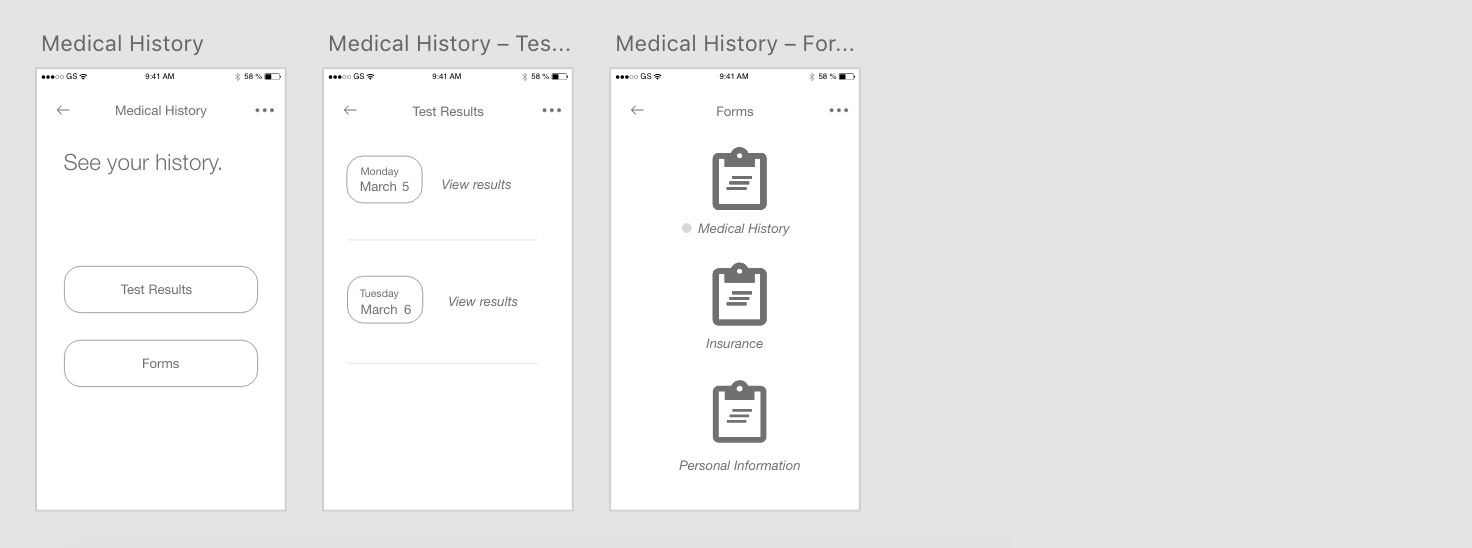 Medical History
GS
9:41 AM
58 %
Medical History
See your history.
Test Results
Forms
Medical History – Tes...
GS
9:41 AM
58 %
Test Results
Monday
March 5
View results
Tuesday
March 6
View results
Medical History – For...
GS
9:41 AM
58 %
Forms
Medical History
Insurance
Personal Information